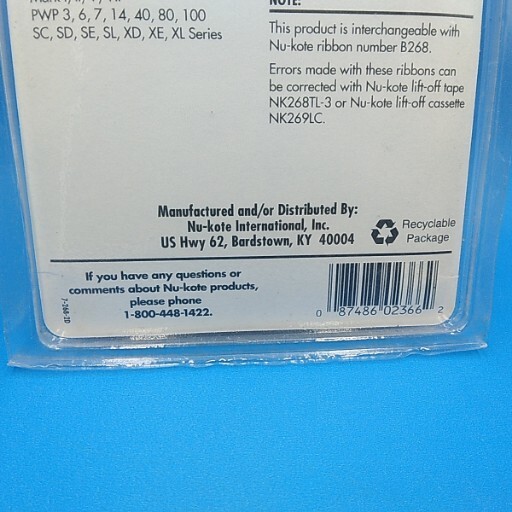 PWP 3, 6, 7, 14, 40, 80, 100
SC, SD, SE, SL, XD, XE, XL Series
NOTE:
This product is interchangeable with
Nu-kote ribbon number B268.
Errors made with these ribbons can
be corrected with Nu-kote lift-off tape
NK268TL-3 or Nu-kote lift-off cassette
NK269LC.
Manufactured and/or Distributed By:
Nu-kote International, Inc.
US Hwy 62, Bardstown, KY 40004
Recyclable
Package
If you have any questions or
comments about Nu-kote products,
please phone
1-800-448-1422.
0 87486 02366 2